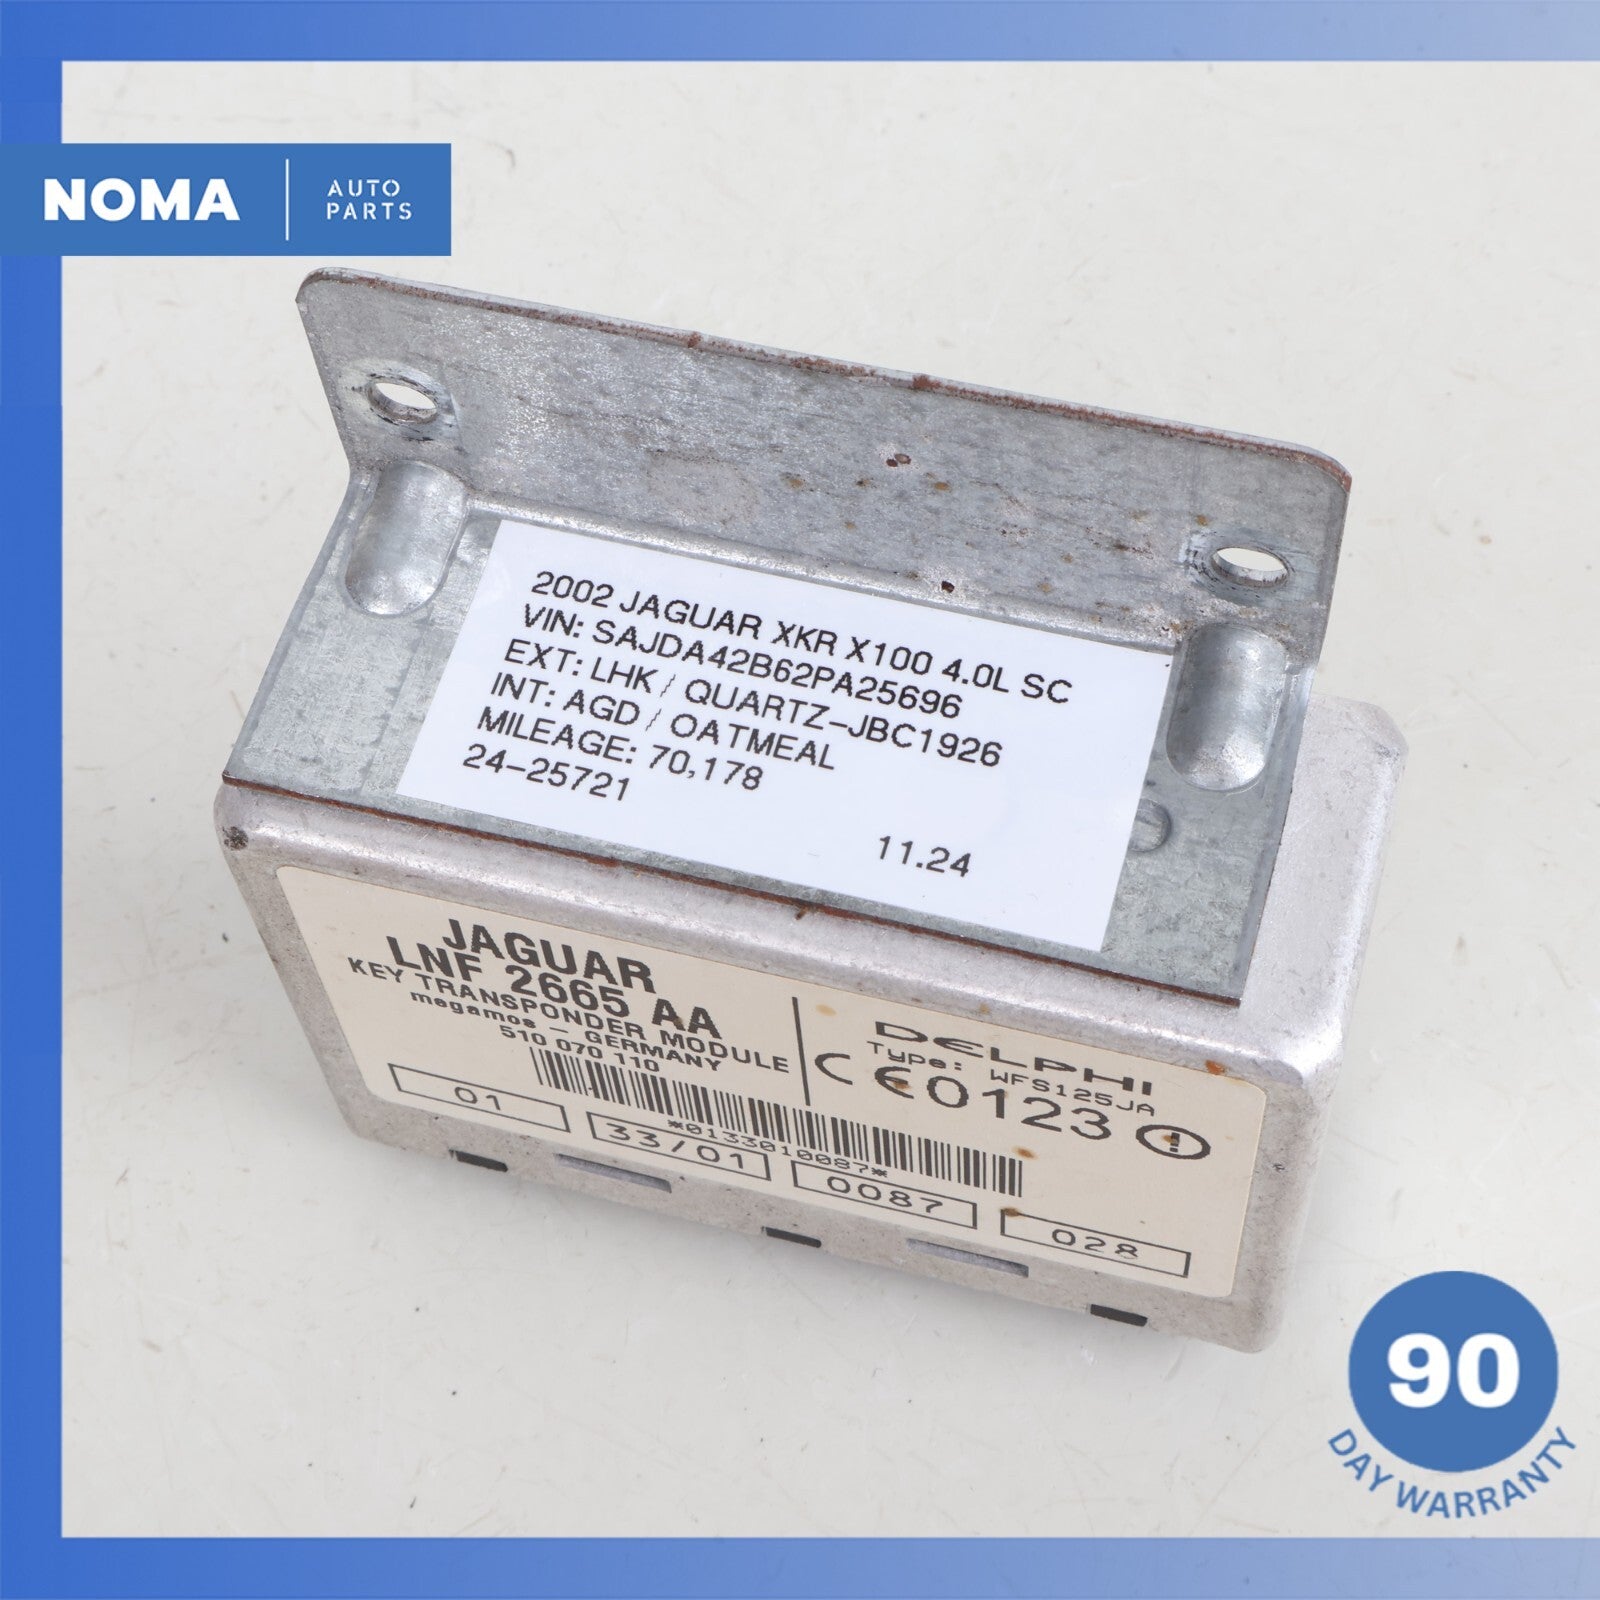 NOMA
AUTO
PARTS
2002 JAGUAR XKR X100 4.0L SC
VIN: SAJDA42B62PA25696
EXT: LHK / QUARTZ-JBC1926
INT: AGD / OATMEAL
MILEAGE: 70,178
24-25721
11.24
JAGUAR
LNF 2665 AA
KEY TRANSPONDER MODULE
megamos - GERMANY
510 070 110
DELPHI
Type: WFS125JA
CE0123
*0133010087*
01
33/01
0087
028
90
DAY WARRANTY